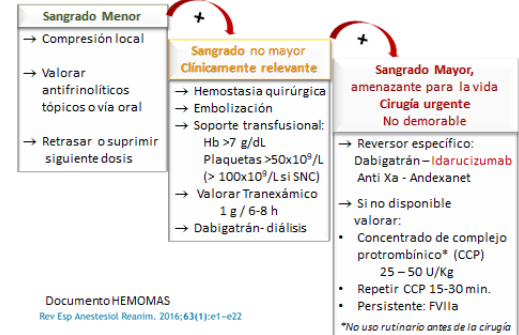 Sangrado Menor
→ Compresión local
→ Valorar
antifrinolíticos
tópicos o vía oral
→ Retrasar o suprimir
siguiente dosis
+
Sangrado no mayor
Clínicamente relevante
→ Hemostasia quirúrgica
→ Embolización
→ Soporte transfusional:
Hb >7 g/dL
Plaquetas >50x10⁹/L
(> 100x10⁹/L si SNC)
→ Valorar Tranexámico
1 g / 6-8 h
→ Dabigatrán- diálisis
+
Sangrado Mayor,
amenazante para la vida
Cirugía urgente
No demorable
→ Reversor específico:
Dabigatrán – Idarucizumab
Anti Xa - Andexanet
→ Si no disponible
valorar:
• Concentrado de complejo
protrombínico* (CCP)
25 – 50 U/Kg
• Repetir CCP 15-30 min.
• Persistente: FVIIa
*No uso rutinario antes de la cirugía
Documento HEMOMAS
Rev Esp Anestesiol Reanim. 2016;63(1):e1-e22